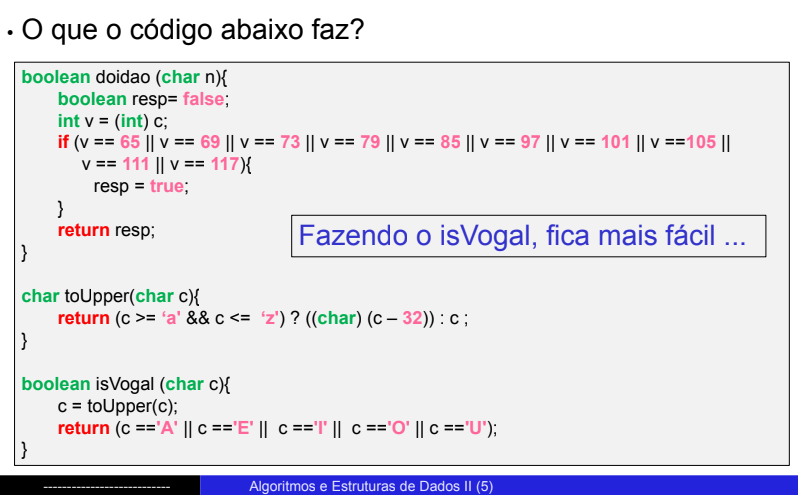 • O que o código abaixo faz?
boolean doidao (char n){
boolean resp= false;
int v = (int) c;
if (v == 65 || v == 69 || v == 73 || v == 79 || v == 85 || v == 97 || v == 101 || v ==105 ||
v == 111 || v == 117){
resp = true;
}
return resp;
}
Fazendo o isVogal, fica mais fácil ...
char toUpper(char c){
return (c >= ‘a' && c <= ‘z') ? ((char) (c – 32)) : c ;
}
boolean isVogal (char c){
c = toUpper(c);
return (c =='A' || c =='E' || c =='I' || c =='O' || c =='U');
}
--------------------------- Algoritmos e Estruturas de Dados II (5)